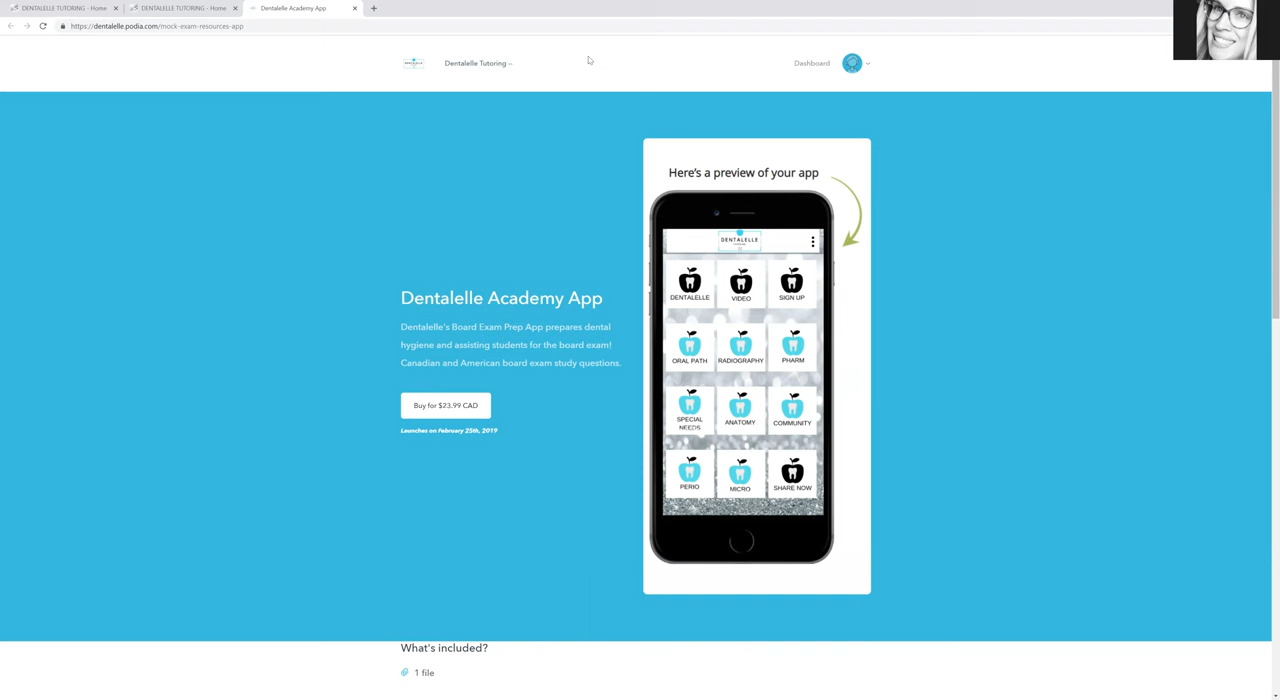 DENTALELLE TUTORING - Home
DENTALELLE TUTORING - Home
Dentalelle Academy App
https://dentalelle.podia.com/mock-exam-resources-app
DENTALELLE
Dentalelle Tutoring
Dashboard
Here's a preview of your app
DENTALELLE
DENTALELLE
VIDEO
SIGN UP
ORAL PATH
RADIOGRAPHY
PHARM
SPECIAL
NEEDS
ANATOMY
COMMUNITY
PERIO
MICRO
SHARE NOW
Dentalelle Academy App
Dentalelle's Board Exam Prep App prepares dental
hygiene and assisting students for the board exam!
Canadian and American board exam study questions.
Buy for $23.99 CAD
Launches on February 25th, 2019
What's included?
1 file